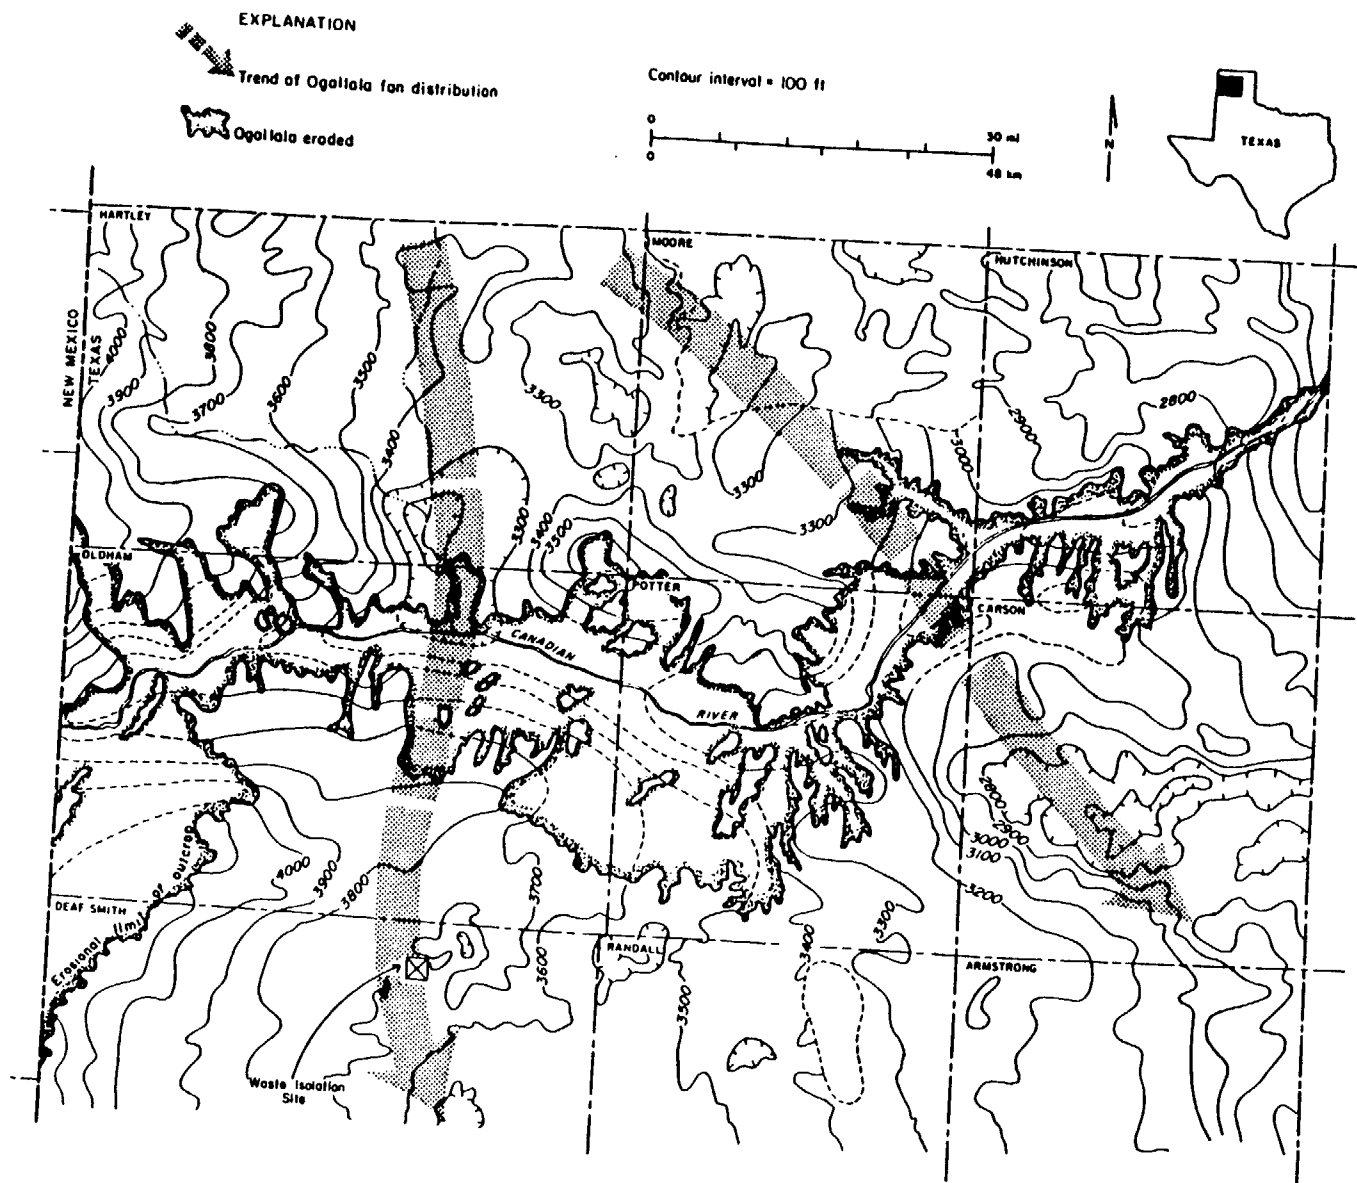 EXPLANATION
Trend of Ogallala fan distribution
Ogallala eroded
Contour interval = 100 ft
0
30 mi
0
48 km
N
TEXAS
HARTLEY
MOORE
HUTCHINSON
NEW MEXICO
TEXAS
4000
3900
3800
3700
3600
3500
3400
3300
3300
3300
3000
2900
2800
3300
3400
3500
OLDHAM
POTTER
CARSON
CANADIAN
RIVER
Erosional limit of outcrop
4000
3900
3800
3700
3600
2800
2900
3000
3100
3200
3300
3400
3500
DEAF SMITH
RANDALL
ARMSTRONG
Waste Isolation
Site